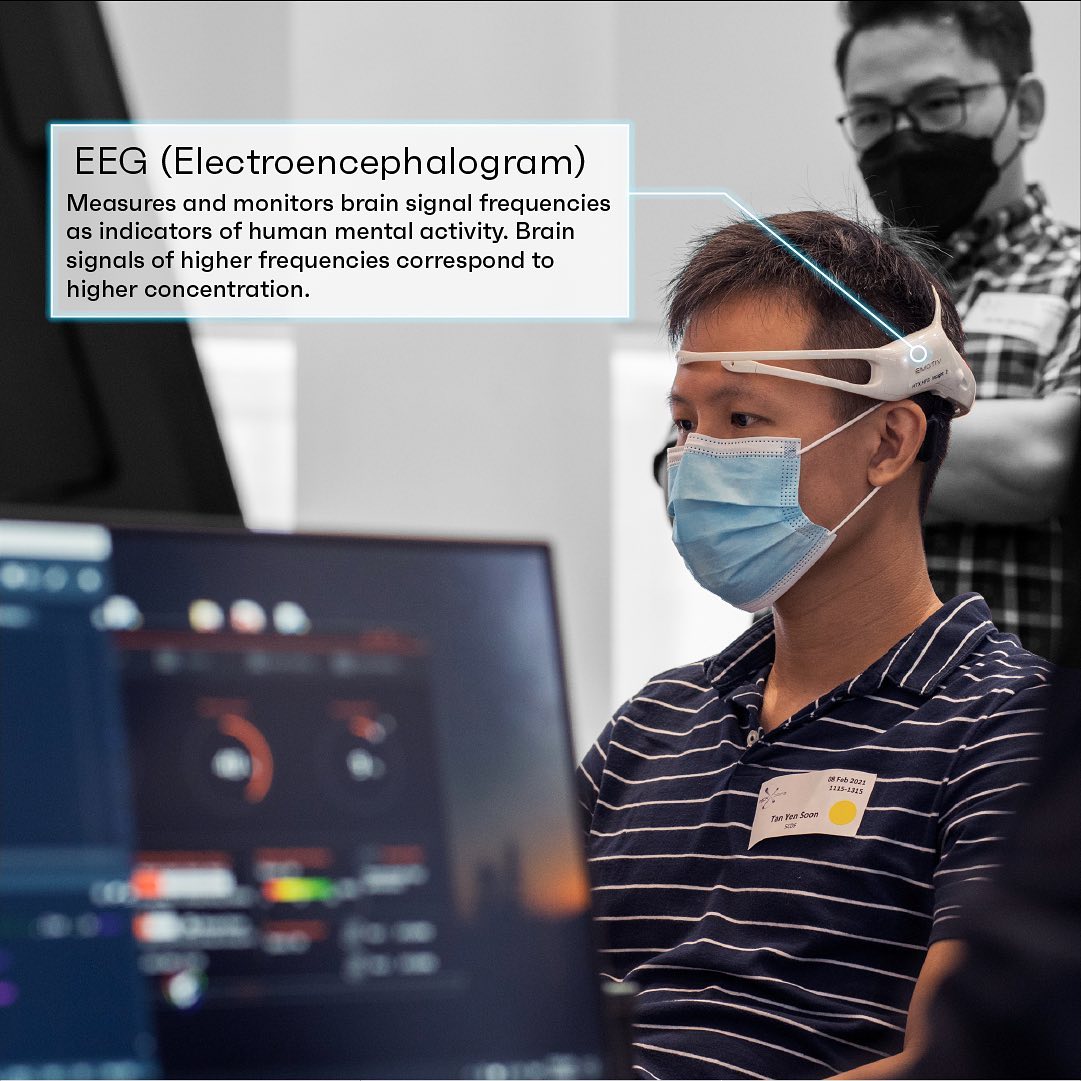 EEG (Electroencephalogram)
Measures and monitors brain signal frequencies
as indicators of human mental activity. Brain
signals of higher frequencies correspond to
higher concentration.
EMOTIV
08 Feb 2021
1115-1315
Tan Yen Soon
SCDF